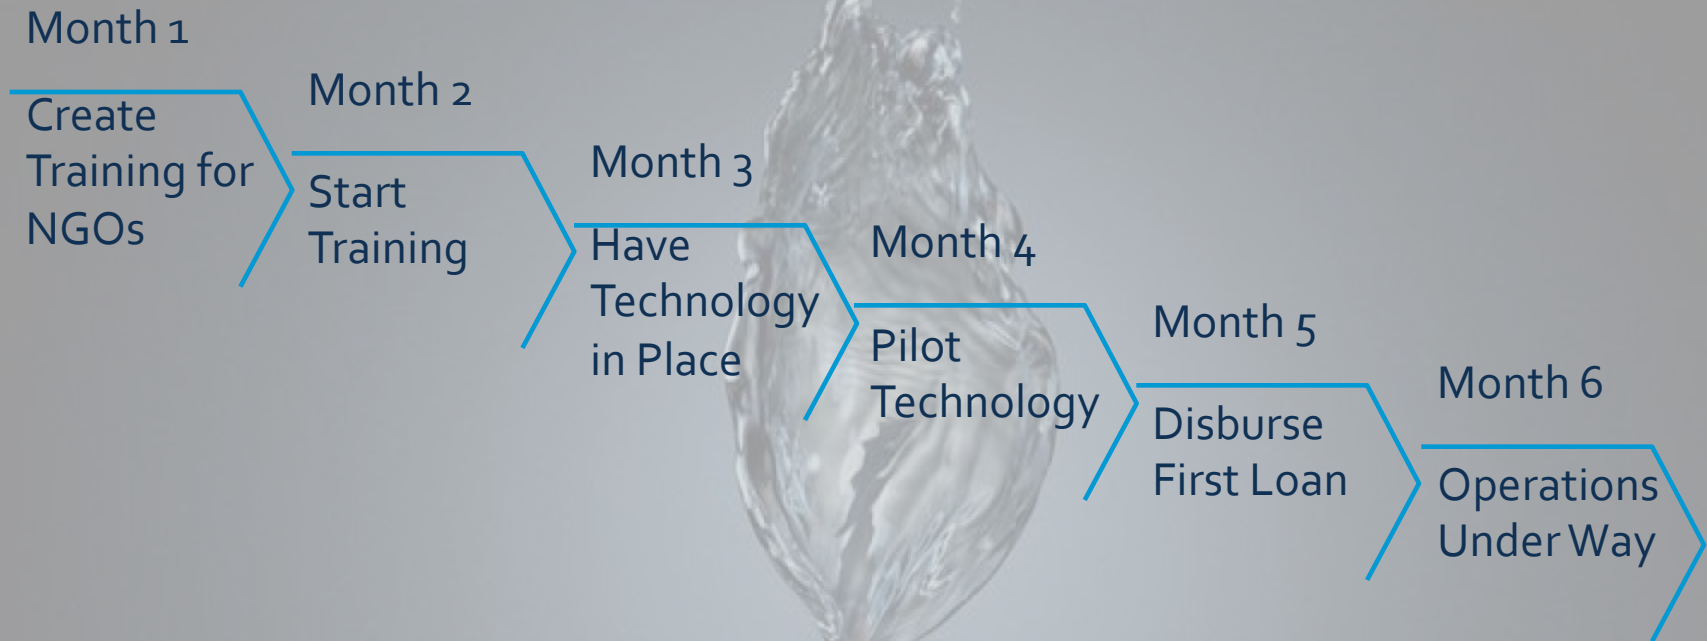 Month 1
Create
Training for
NGOs
Month 2
Start
Training
Month 3
Have
Technology
in Place
Month 4
Pilot
Technology
Month 5
Disburse
First Loan
Month 6
Operations
Under Way